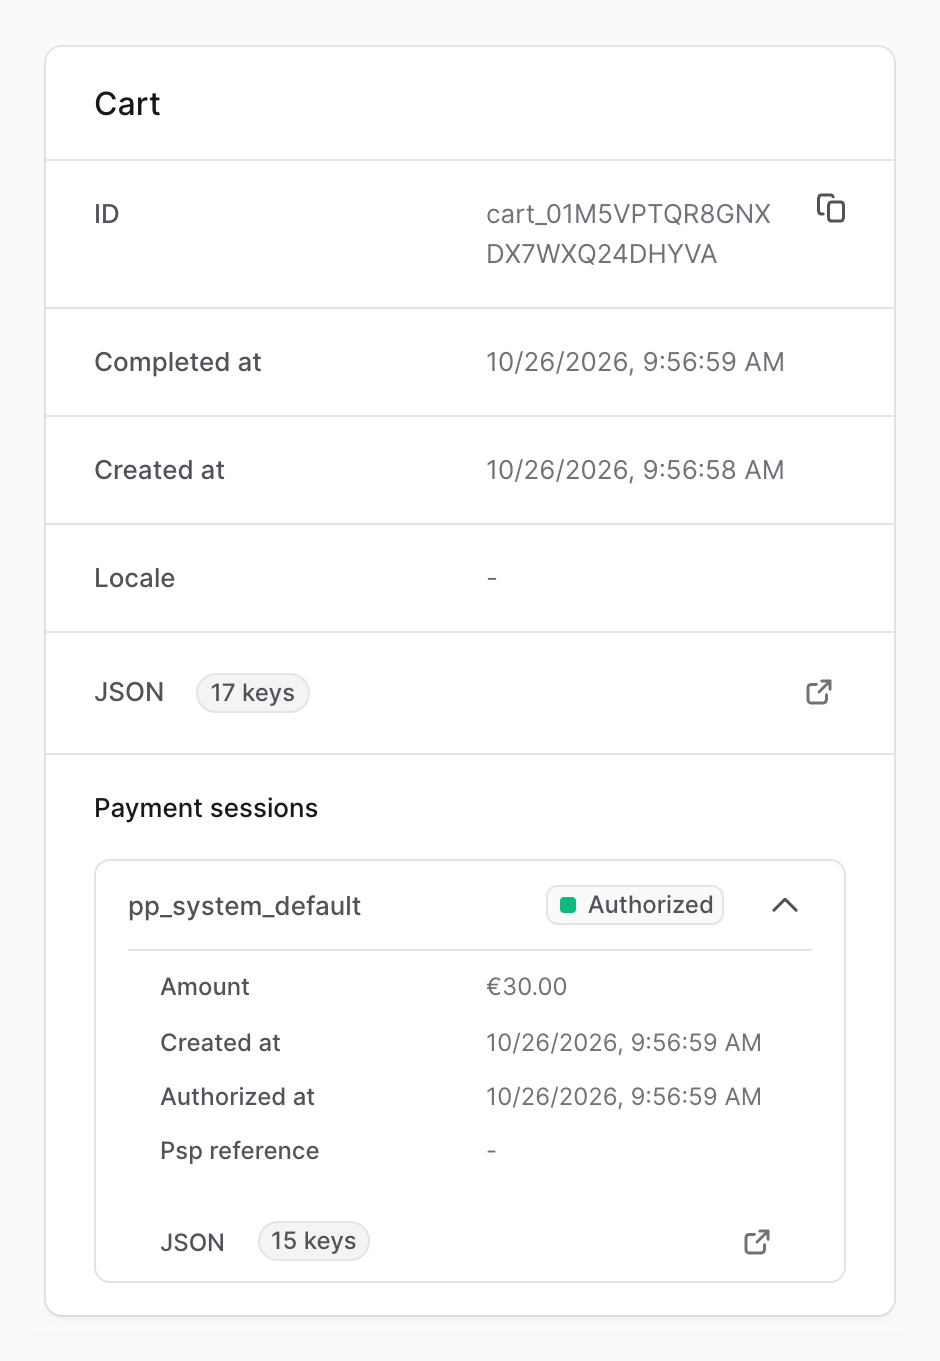 Cart
ID
cart_01M5VPTQR8GNX
DX7WXQ24DHYVA
Completed at
10/26/2026, 9:56:59 AM
Created at
10/26/2026, 9:56:58 AM
Locale
-
JSON
17 keys
Payment sessions
pp_system_default
Authorized
Amount
€30.00
Created at
10/26/2026, 9:56:59 AM
Authorized at
10/26/2026, 9:56:59 AM
Psp reference
-
JSON
15 keys